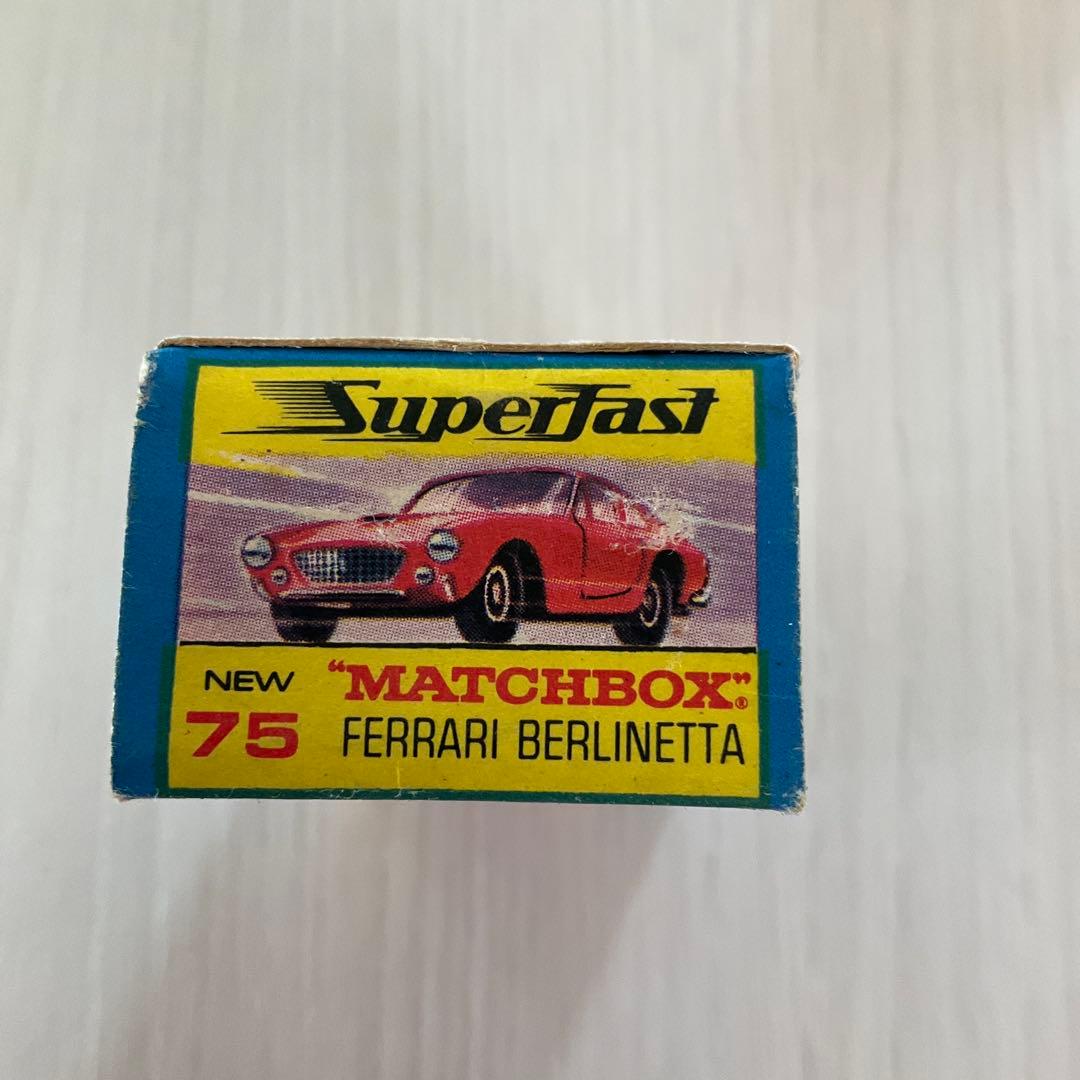 Superfast
NEW "MATCHBOX"®
75 FERRARI BERLINETTA